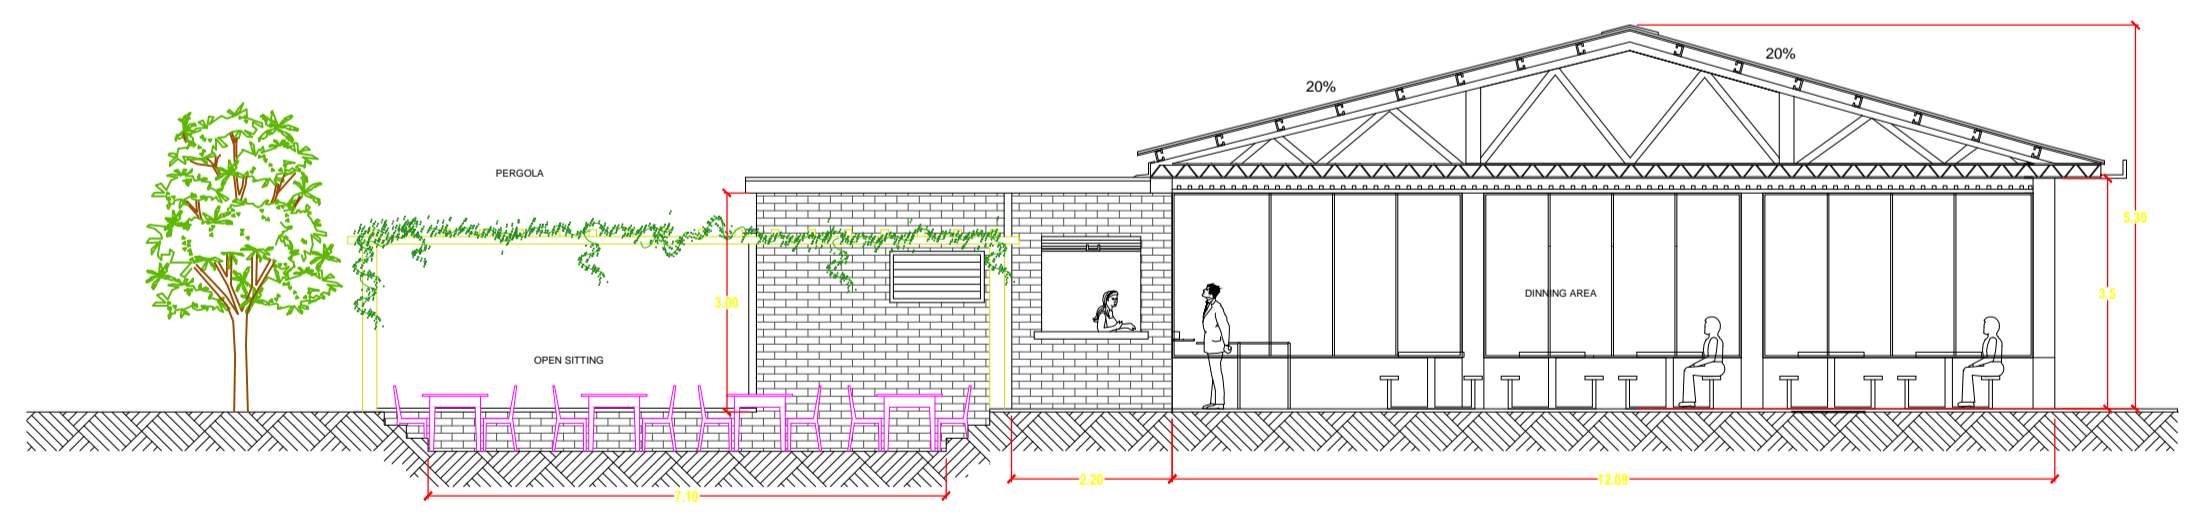 20%
20%
PERGOLA
5.30
3.00
DINNING AREA
3.5
OPEN SITTING
2.20
12.09
7.10